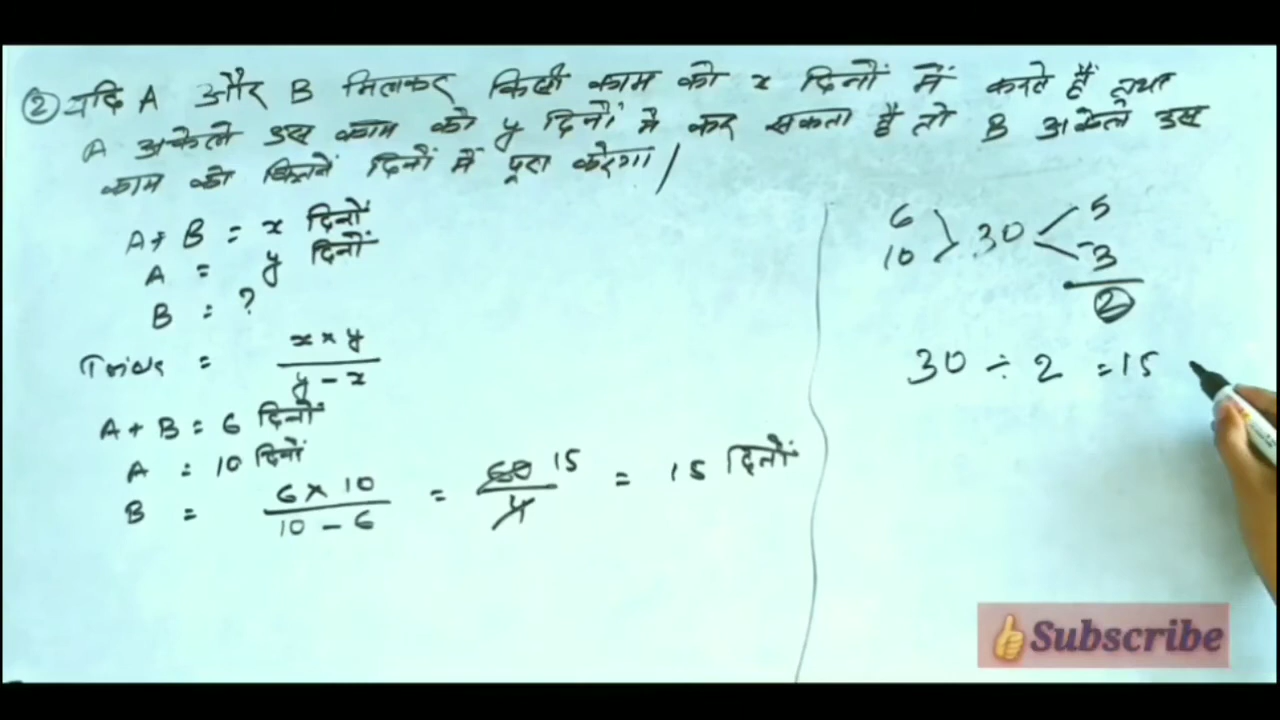 ② यदि A और B मिलकर किसी काम को x दिनों में करते हैं तथा
A अकेले उस काम को y दिनों में कर सकता है तो B अकेले उस
काम को कितने दिनों में पूरा करेगा /
A + B = x दिनों
A = y दिनों
B = ?
Trick = x × y
y - x
A + B = 6 दिनों
A = 10 दिनों
B = 6 × 10 = 60 15 = 15 दिनों
10 - 6 4
6 30 5
10 - 3
2
30 ÷ 2 = 15
👍Subscribe